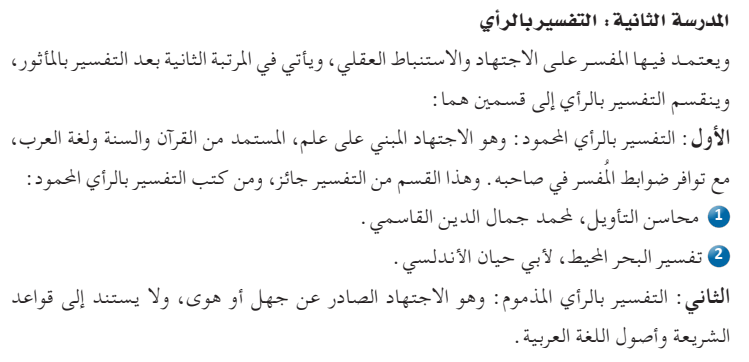 المدرسة الثانية : التفسير بالرأي
ويعتمد فيها المفسر على الاجتهاد والاستنباط العقلي، ويأتي في المرتبة الثانية بعد التفسير بالمأثور،
وينقسم التفسير بالرأي إلى قسمين هما :
الأول : التفسير بالرأي المحمود : وهو الاجتهاد المبني على علم، المستمد من القرآن والسنة ولغة العرب،
مع توافر ضوابط المُفسر في صاحبه . وهذا القسم من التفسير جائز، ومن كتب التفسير بالرأي المحمود :
1 محاسن التأويل، لمحمد جمال الدين القاسمي .
2 تفسير البحر المحيط، لأبي حيان الأندلسي .
الثاني : التفسير بالرأي المذموم : وهو الاجتهاد الصادر عن جهل أو هوى، ولا يستند إلى قواعد
الشريعة وأصول اللغة العربية .